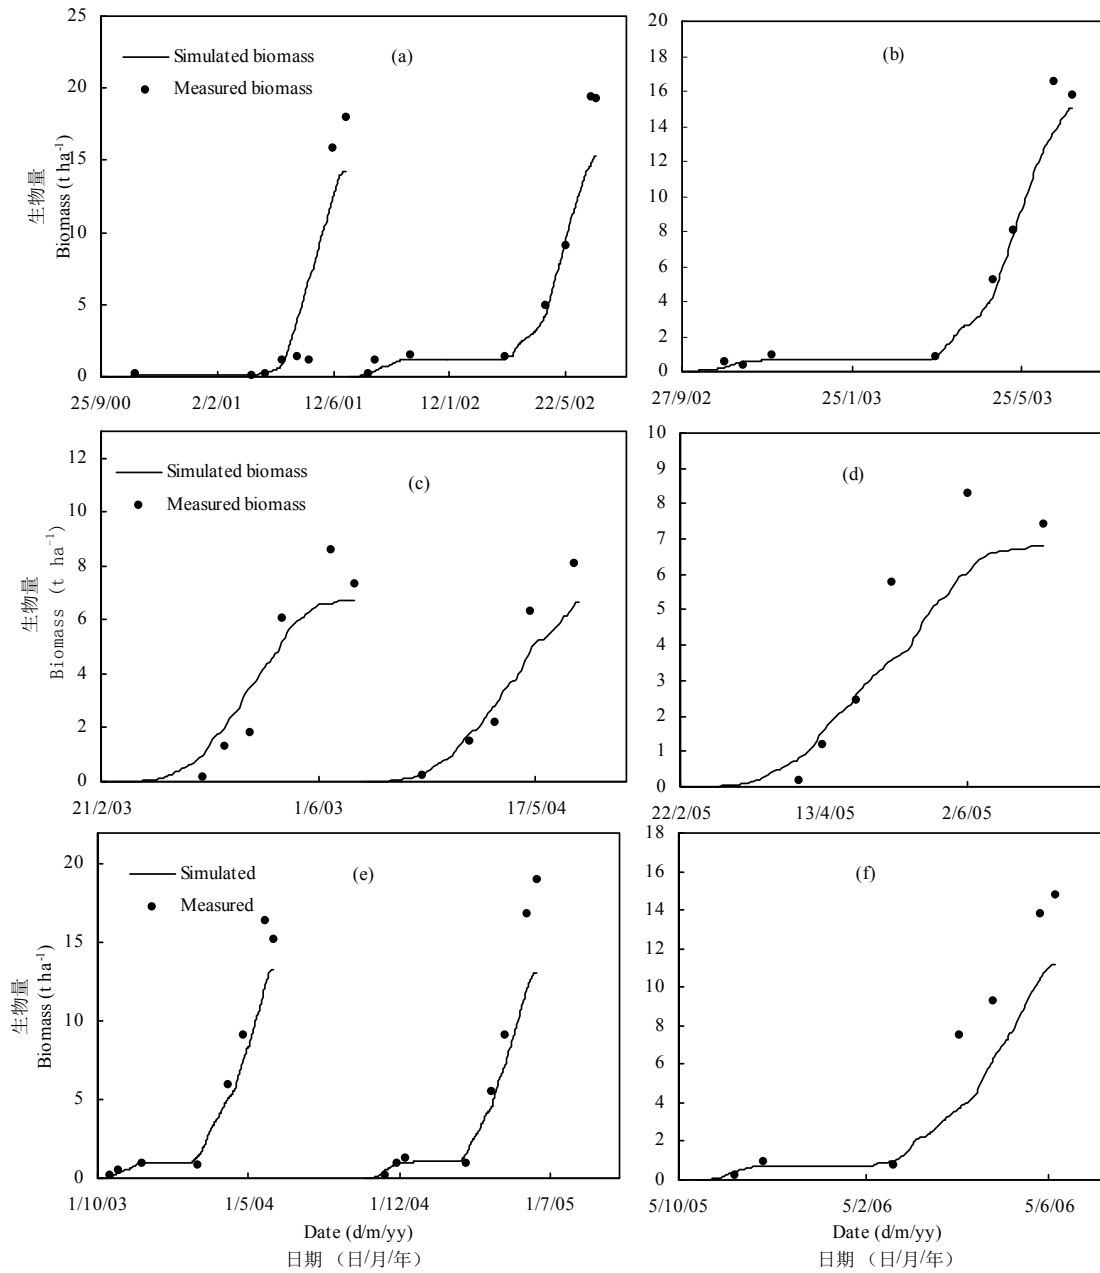 25
20
15
10
5
0
Simulated biomass
Measured biomass
(a)
生物量
Biomass (t ha-1)
25/9/00 2/2/01 12/6/01 12/1/02 22/5/02
20
18
16
14
12
10
8
6
4
2
0
(b)
27/9/02 25/1/03 25/5/03
12
10
8
6
4
2
0
Simulated biomass
Measured biomass
(c)
生物量
Biomass (t ha-1)
21/2/03 1/6/03 17/5/04
10
9
8
7
6
5
4
3
2
1
0
(d)
22/2/05 13/4/05 2/6/05
20
15
10
5
0
Simulated
Measured
(e)
生物量
Biomass (t ha-1)
1/10/03 1/5/04 1/12/04 1/7/05
Date (d/m/yy)
日期 （日/月/年）
18
16
14
12
10
8
6
4
2
0
(f)
5/10/05 5/2/06 5/6/06
Date (d/m/yy)
日期 （日/月/年）